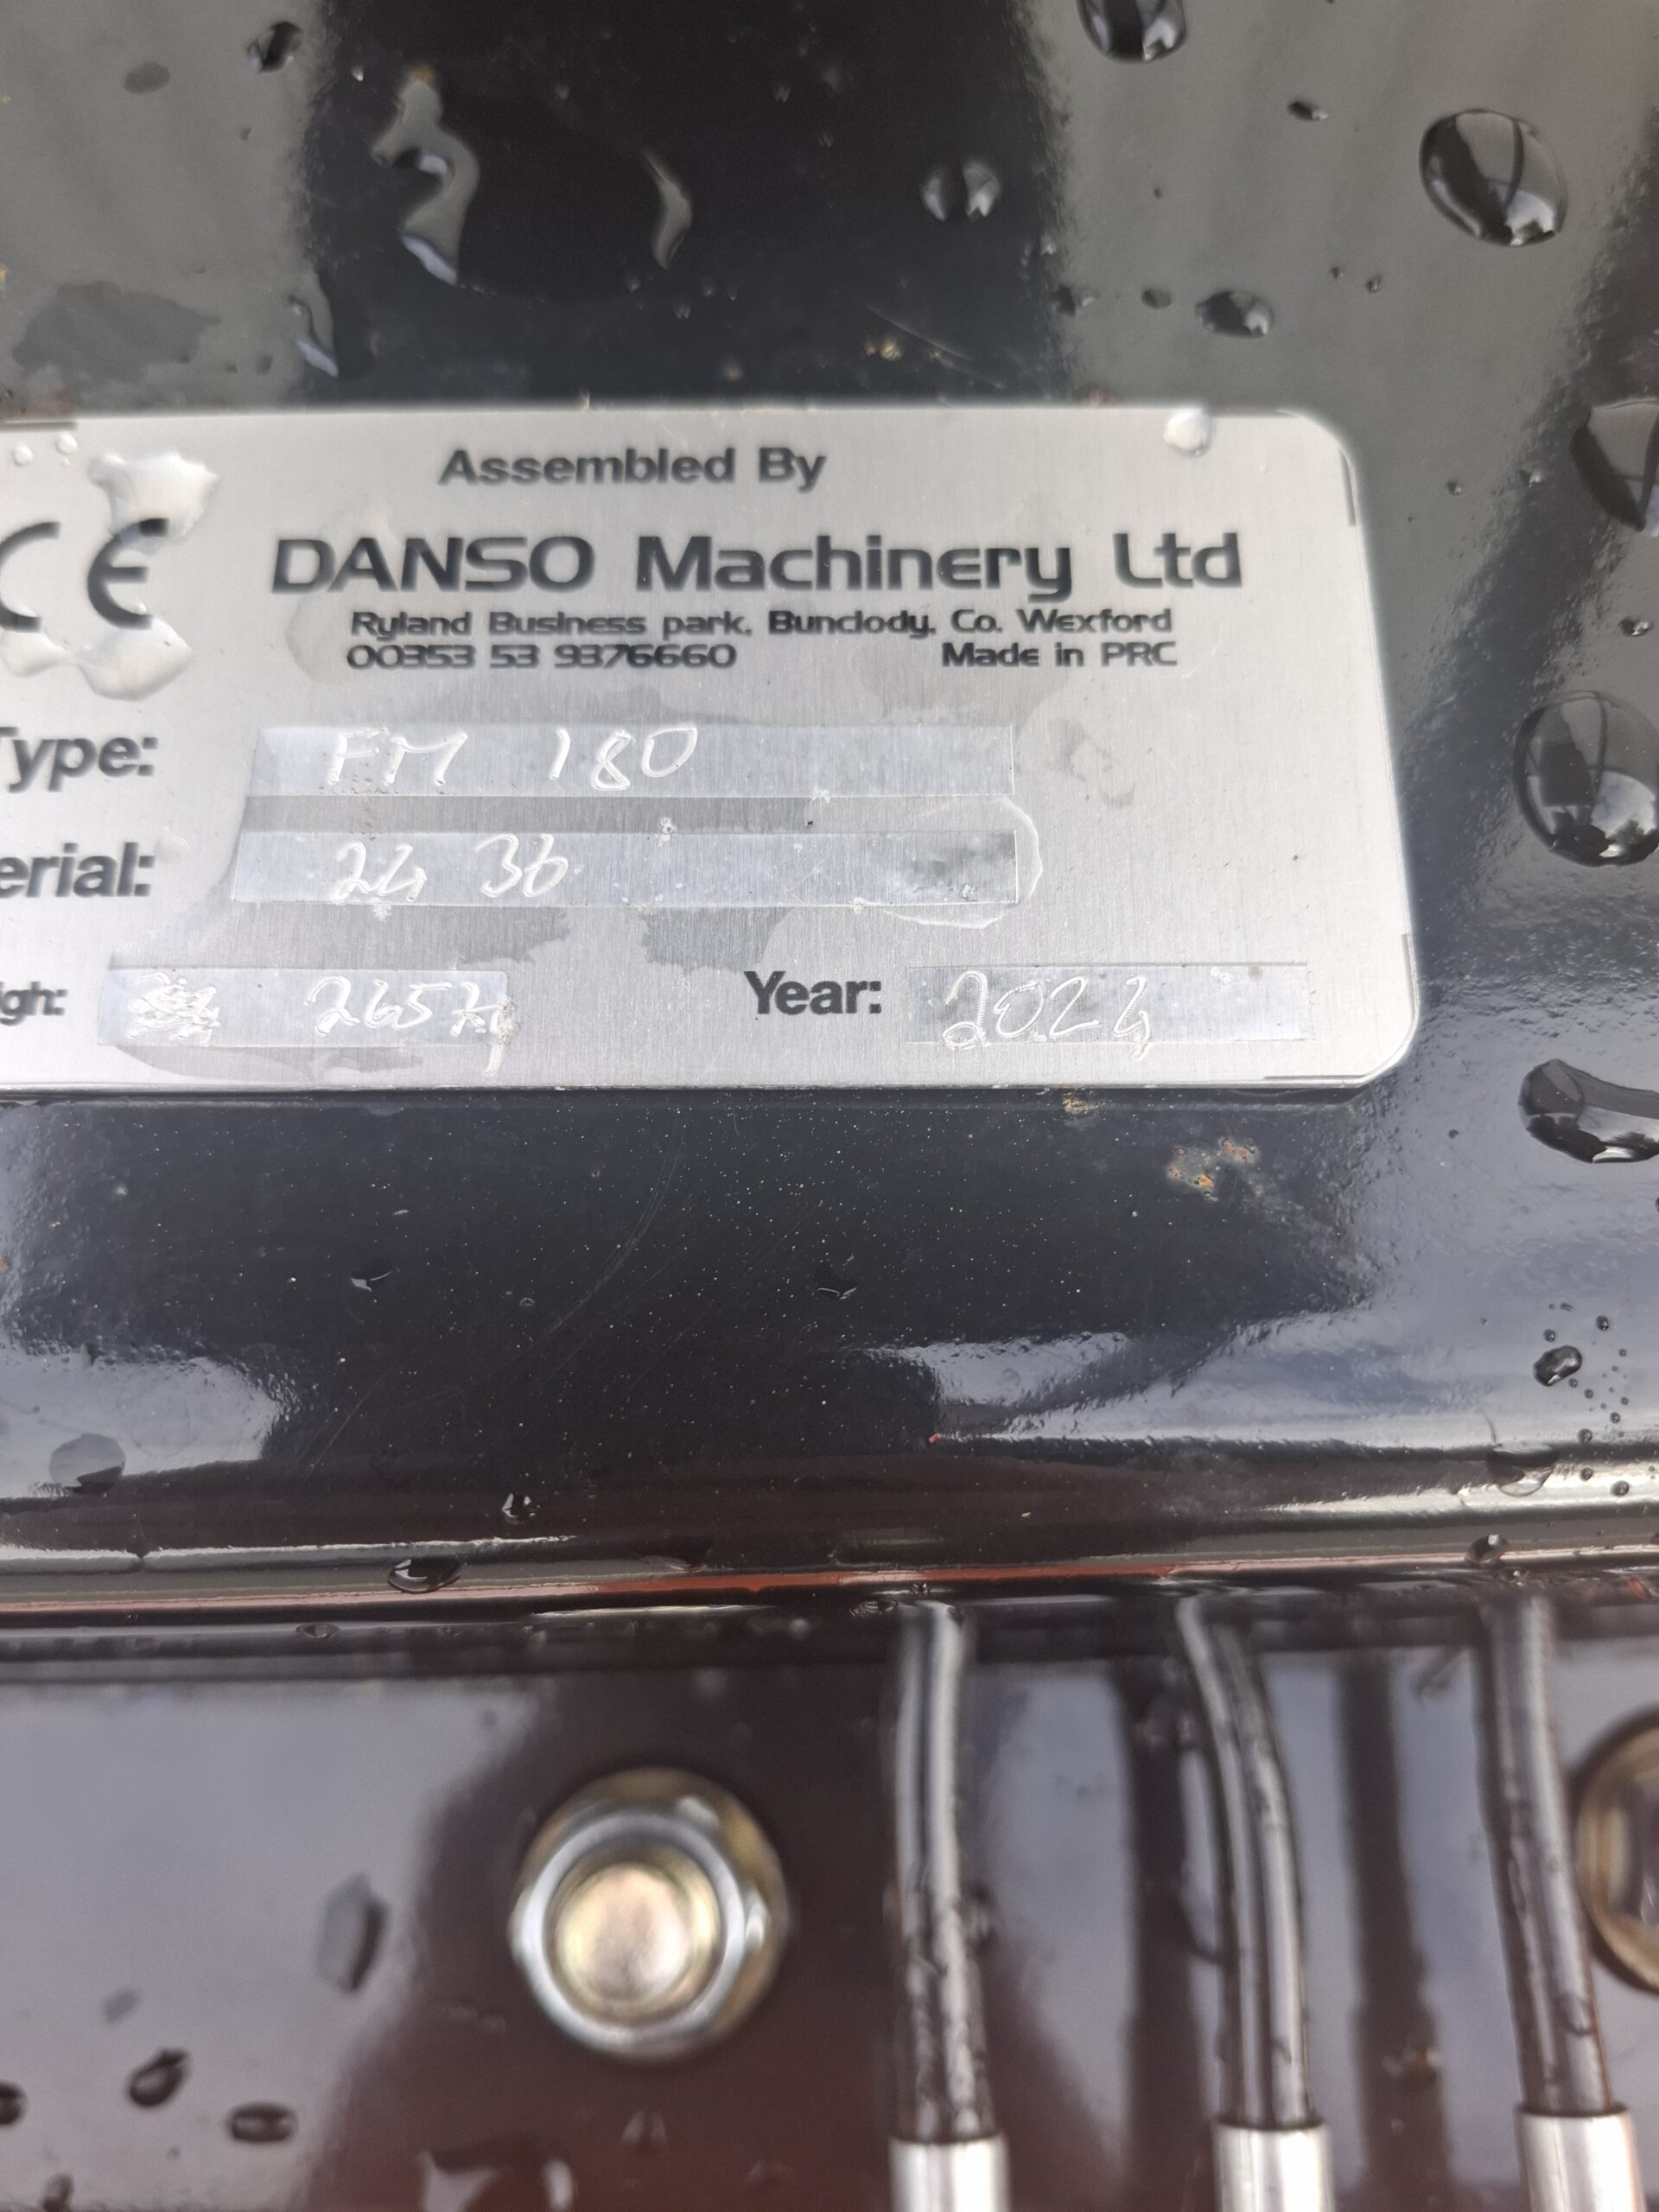 Assembled By
CE
DANSO Machinery Ltd
Ryland Business park, Bunclody, Co. Wexford
00353 53 9376660 Made in PRC
Type: FM 180
erial: 24 36
igh: 265 kg Year: 2024